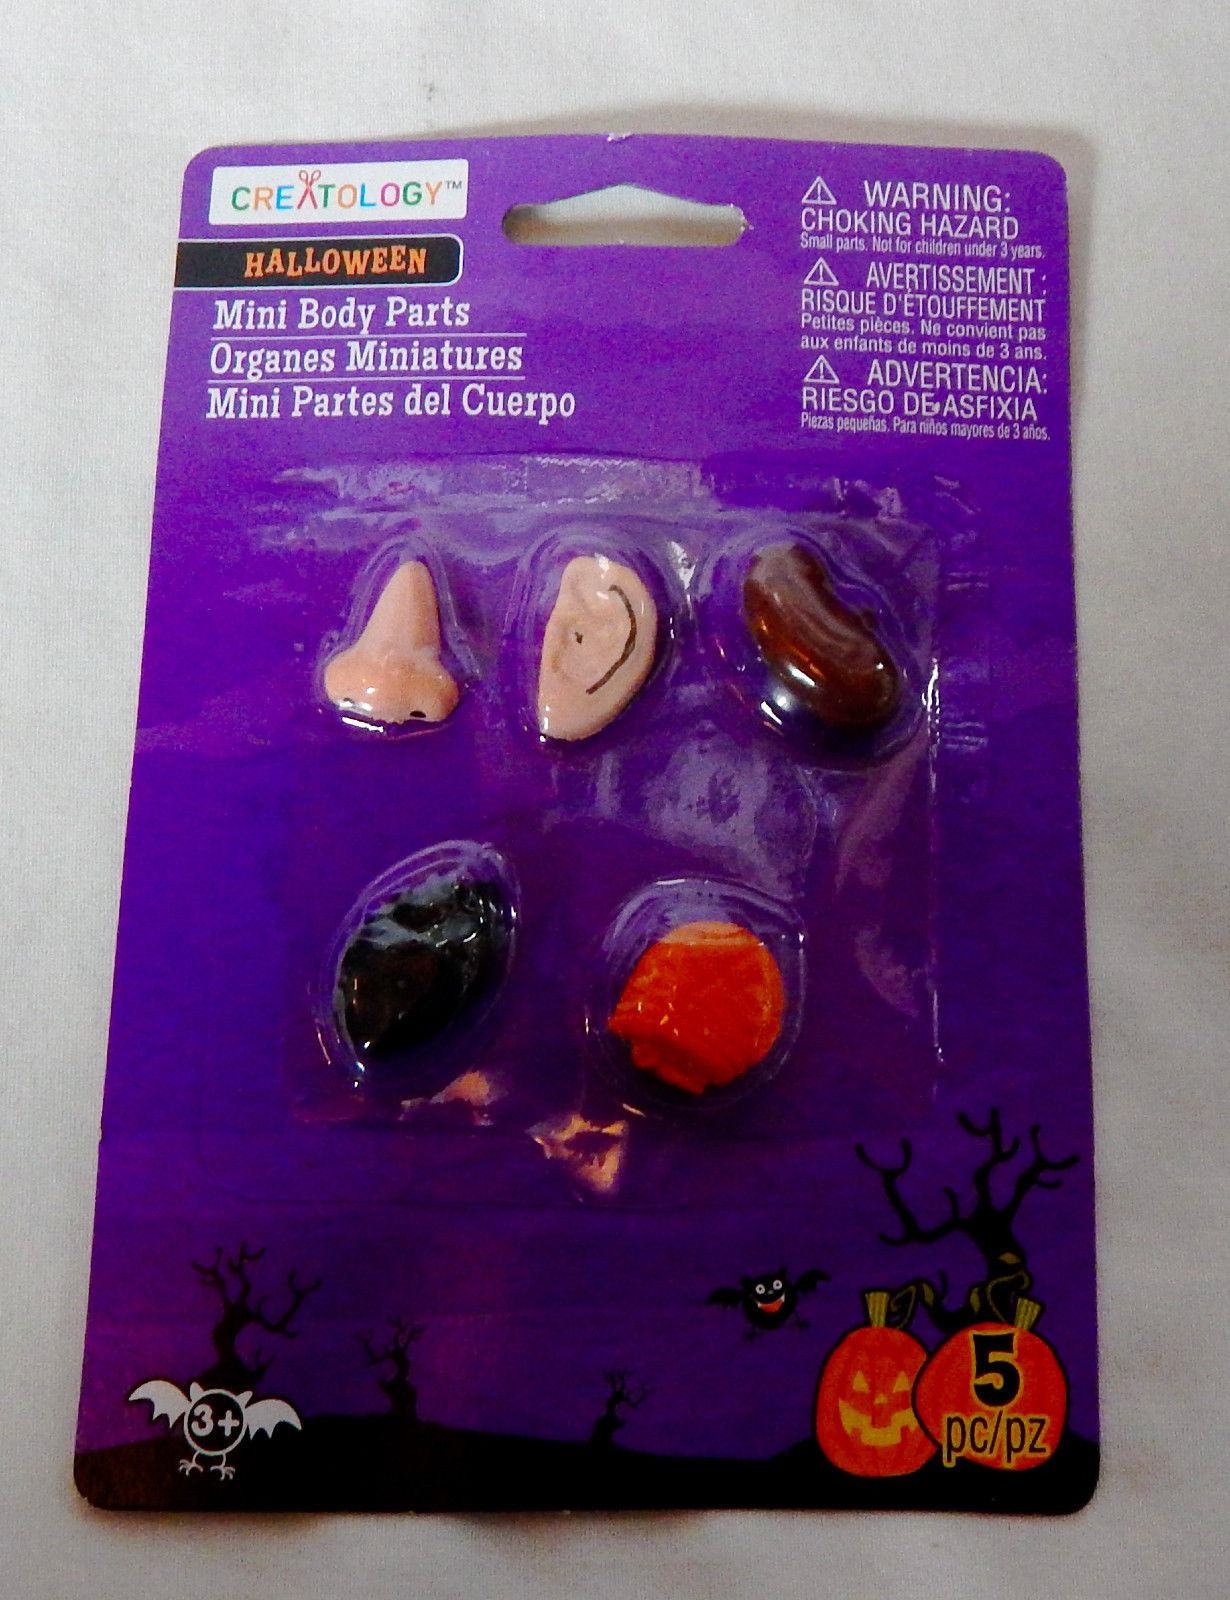 CREATOLOGY™
HALLOWEEN
Mini Body Parts
Organes Miniatures
Mini Partes del Cuerpo
WARNING:
CHOKING HAZARD
Small parts. Not for children under 3 years.
AVERTISSEMENT :
RISQUE D'ÉTOUFFEMENT
Petites pièces. Ne convient pas
aux enfants de moins de 3 ans.
ADVERTENCIA:
RIESGO DE ASFIXIA
Piezas pequeñas. Para niños mayores de 3 años.
3+
5
pc/pz